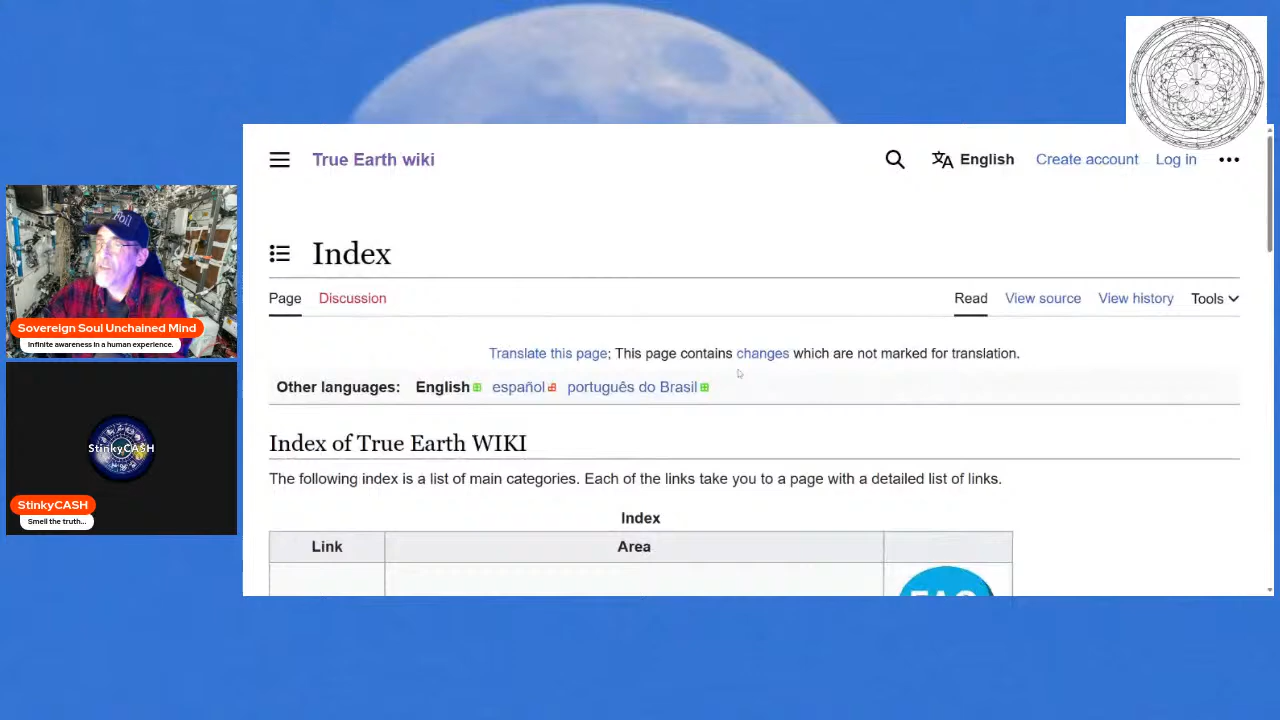 True Earth wiki
English
Create account
Log in
Index
Page
Discussion
Read
View source
View history
Tools
Translate this page; This page contains changes which are not marked for translation.
Other languages: English español português do Brasil
Index of True Earth WIKI
The following index is a list of main categories. Each of the links take you to a page with a detailed list of links.
Index
Link
Area
FAQ
Sovereign Soul Unchained Mind
Infinite awareness in a human experience.
StinkyCASH
StinkyCASH
Smell the truth...